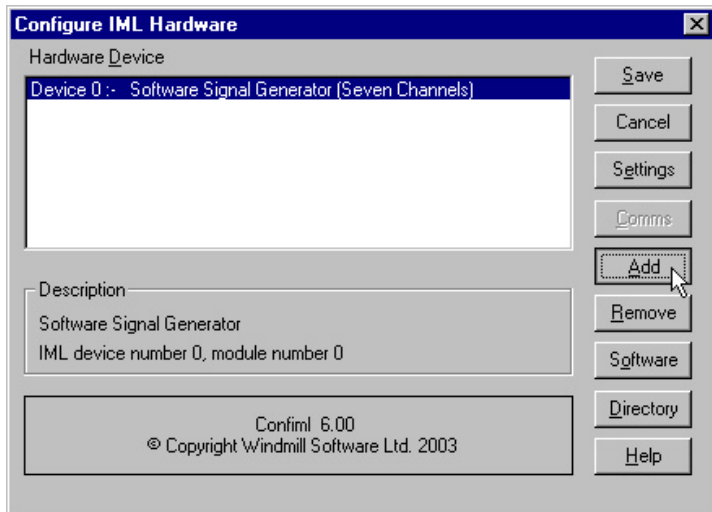 Configure IML Hardware
Hardware Device
Device 0 :-   Software Signal Generator (Seven Channels)
Save
Cancel
Settings
Comms
Add
Remove
Software
Directory
Help
Description
Software Signal Generator
IML device number 0, module number 0
Confiml  6.00
© Copyright Windmill Software Ltd. 2003